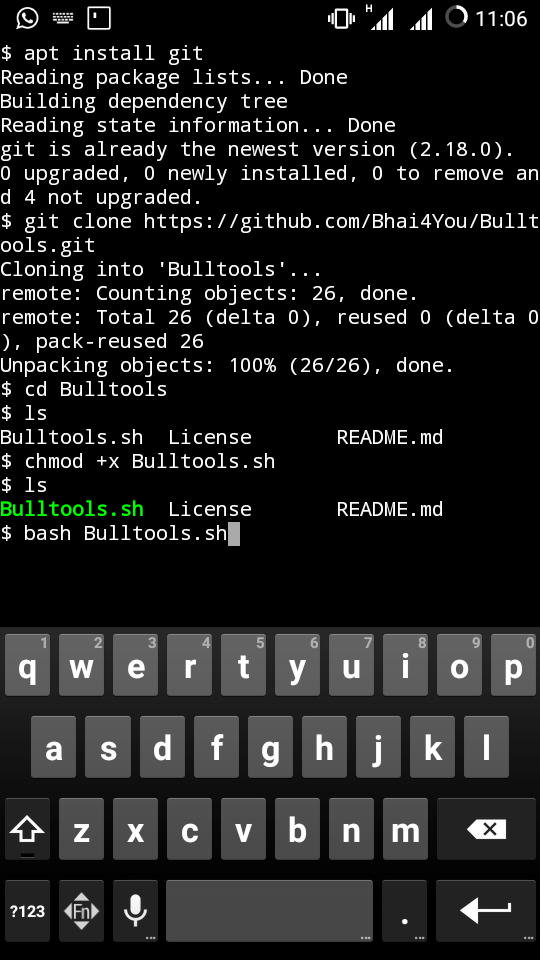 H 11:06
$ apt install git
Reading package lists... Done
Building dependency tree
Reading state information... Done
git is already the newest version (2.18.0).
0 upgraded, 0 newly installed, 0 to remove an
d 4 not upgraded.
$ git clone https://github.com/Bhai4You/Bullt
ools.git
Cloning into 'Bulltools'...
remote: Counting objects: 26, done.
remote: Total 26 (delta 0), reused 0 (delta 0
), pack-reused 26
Unpacking objects: 100% (26/26), done.
$ cd Bulltools
$ ls
Bulltools.sh License README.md
$ chmod +x Bulltools.sh
$ ls
Bulltools.sh License README.md
$ bash Bulltools.sh
1 2 3 4 5 6 7 8 9 0
q w e r t y u i o p
a s d f g h j k l
z x c v b n m
?123 Fn ... . ... ...